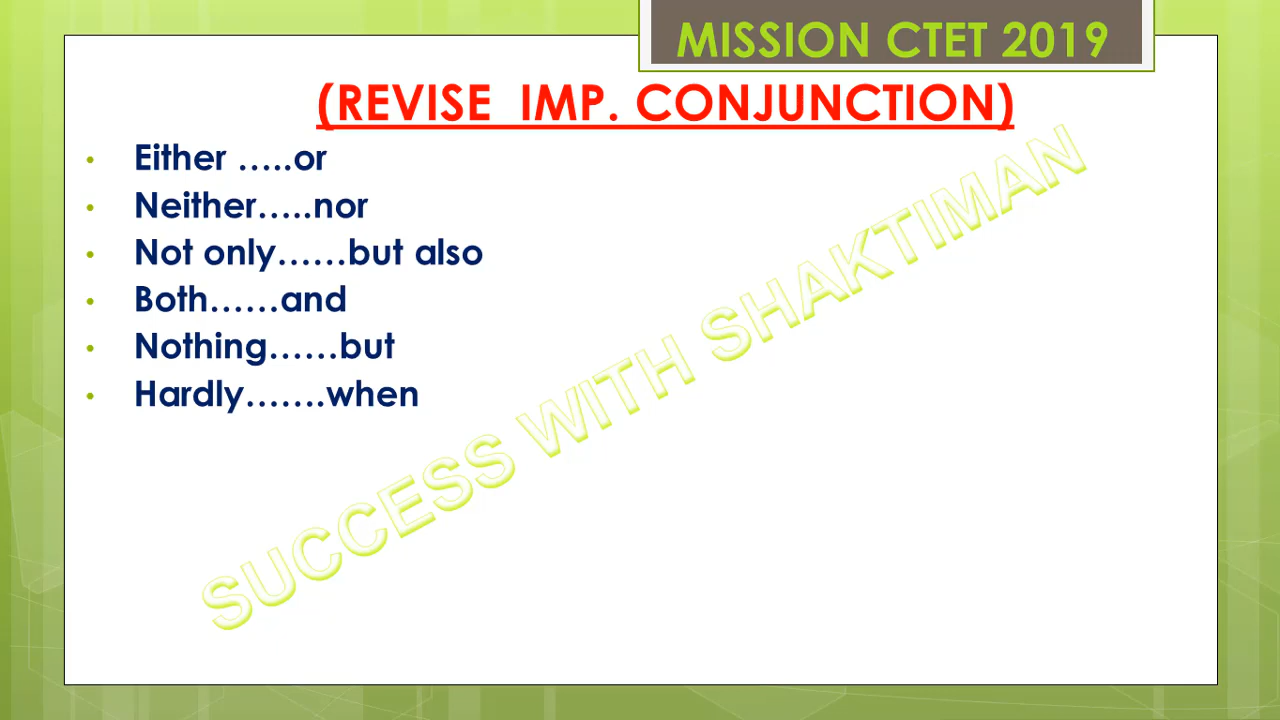 MISSION CTET 2019
(REVISE IMP. CONJUNCTION)
• Either …..or
• Neither…..nor
• Not only……but also
• Both……and
• Nothing……but
• Hardly…….when
SUCCESS WITH SHAKTIMAN